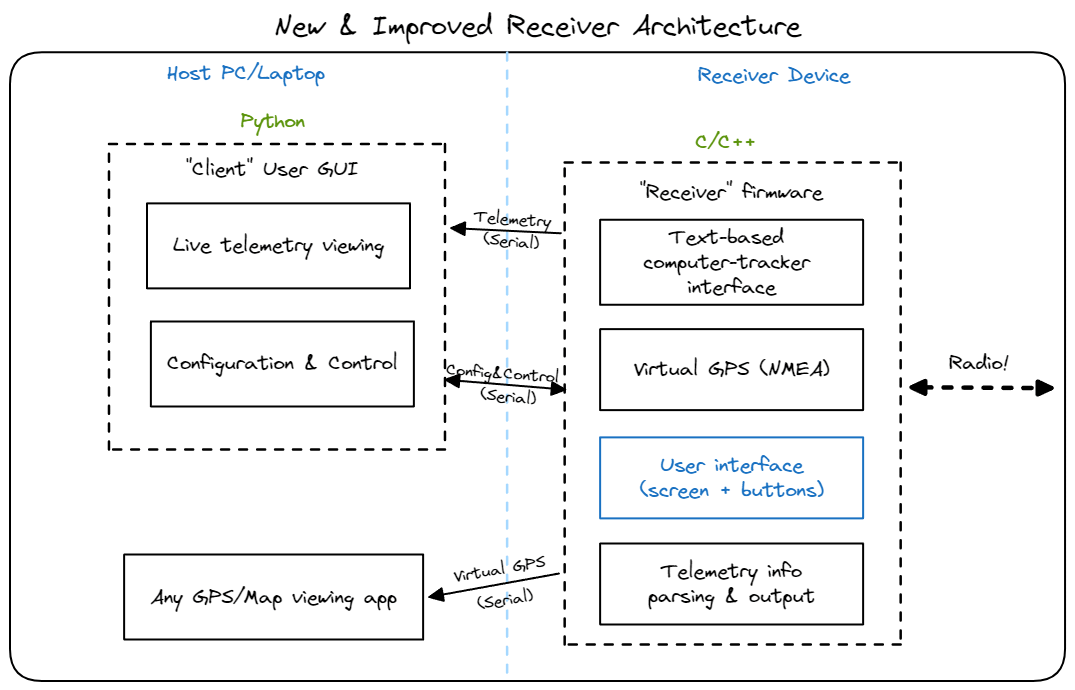 New & Improved Receiver Architecture
Host PC/Laptop
Receiver Device
Python
C/C++
"Client" User GUI
"Receiver" firmware
Live telemetry viewing
Telemetry
(Serial)
Text-based
computer-tracker
interface
Configuration & Control
Config&Control
(Serial)
Virtual GPS (NMEA)
Radio!
User interface
(screen + buttons)
Any GPS/Map viewing app
Virtual GPS
(Serial)
Telemetry info
parsing & output